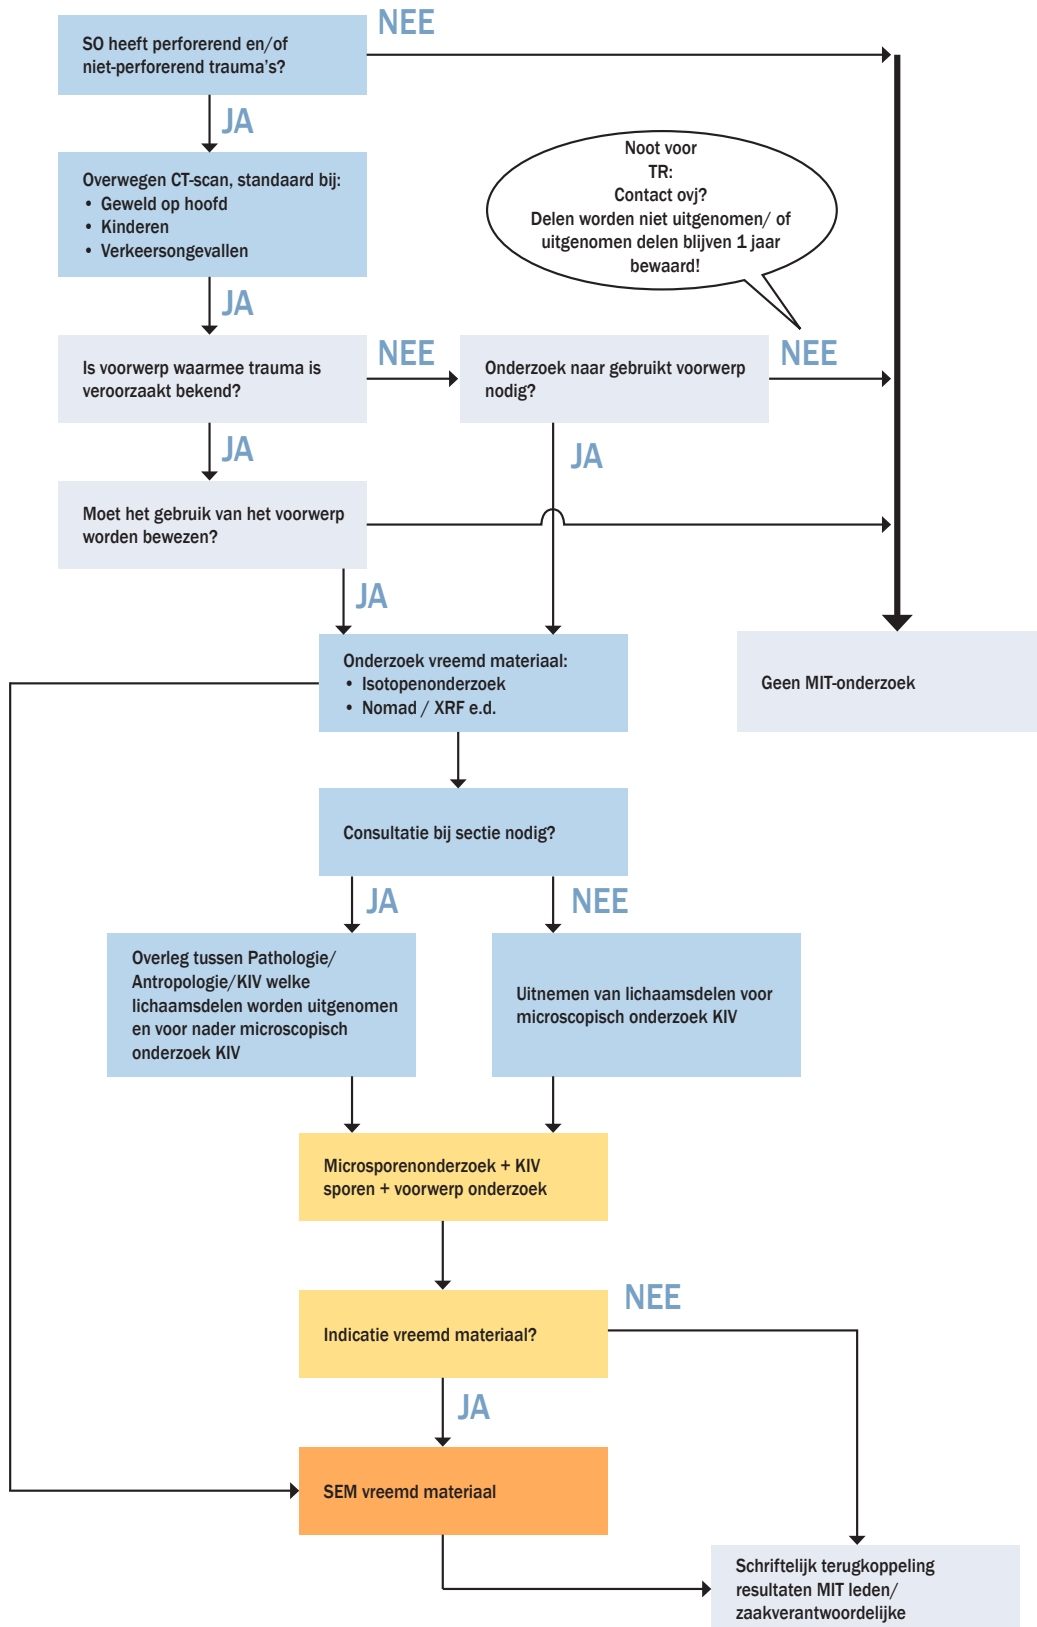 NEE
SO heeft perforerend en/of
niet-perforerend trauma's?
JA
Overwegen CT-scan, standaard bij:
• Geweld op hoofd
• Kinderen
• Verkeersongevallen
Noot voor
TR:
Contact ovj?
Delen worden niet uitgenomen/ of
uitgenomen delen blijven 1 jaar
bewaard!
JA
Is voorwerp waarmee trauma is
veroorzaakt bekend?
NEE
Onderzoek naar gebruikt voorwerp
nodig?
NEE
JA
JA
Moet het gebruik van het voorwerp
worden bewezen?
JA
Onderzoek vreemd materiaal:
• Isotopenonderzoek
• Nomad / XRF e.d.
Geen MIT-onderzoek
Consultatie bij sectie nodig?
JA
NEE
Overleg tussen Pathologie/
Antropologie/KIV welke
lichaamsdelen worden uitgenomen
en voor nader microscopisch
onderzoek KIV
Uitnemen van lichaamsdelen voor
microscopisch onderzoek KIV
Microsporenonderzoek + KIV
sporen + voorwerp onderzoek
NEE
Indicatie vreemd materiaal?
JA
SEM vreemd materiaal
Schriftelijk terugkoppeling
resultaten MIT leden/
zaakverantwoordelijke